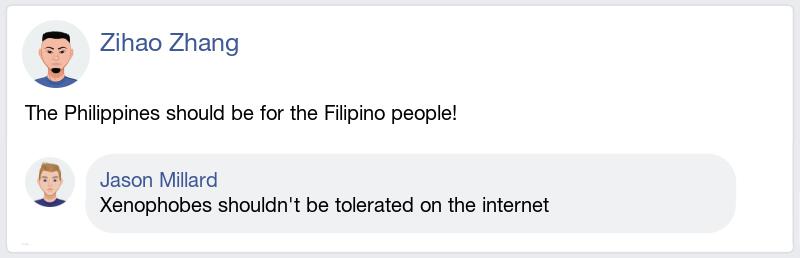 Zihao Zhang
The Philippines should be for the Filipino people!
Jason Millard
Xenophobes shouldn't be tolerated on the internet